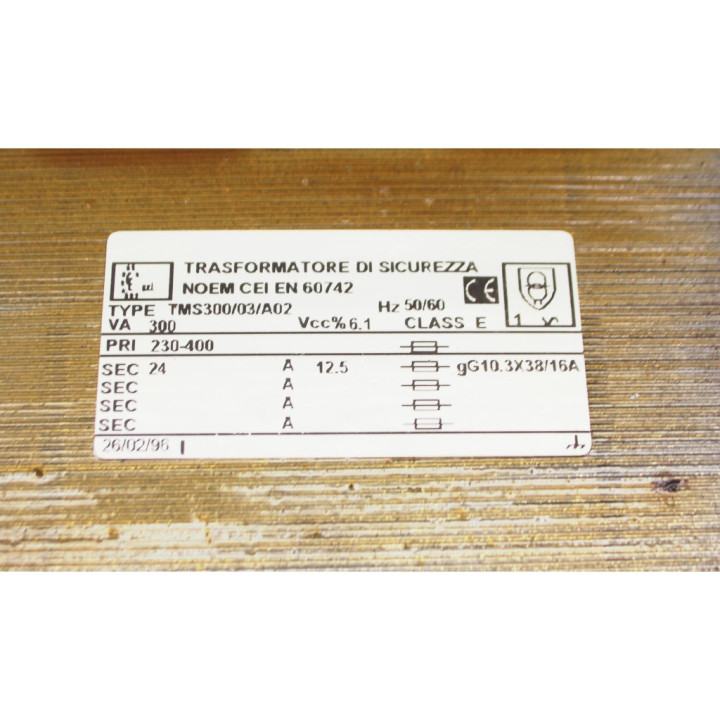 TRASFORMATORE DI SICUREZZA
NOEM CEI EN 60742
TYPE TMS300/03/A02 Hz 50/60
VA 300 Vcc% 6.1 CLASS E 1
PRI 230-400
SEC 24 A 12.5 gG10.3X38/16A
SEC A
SEC A
SEC A
26/02/96